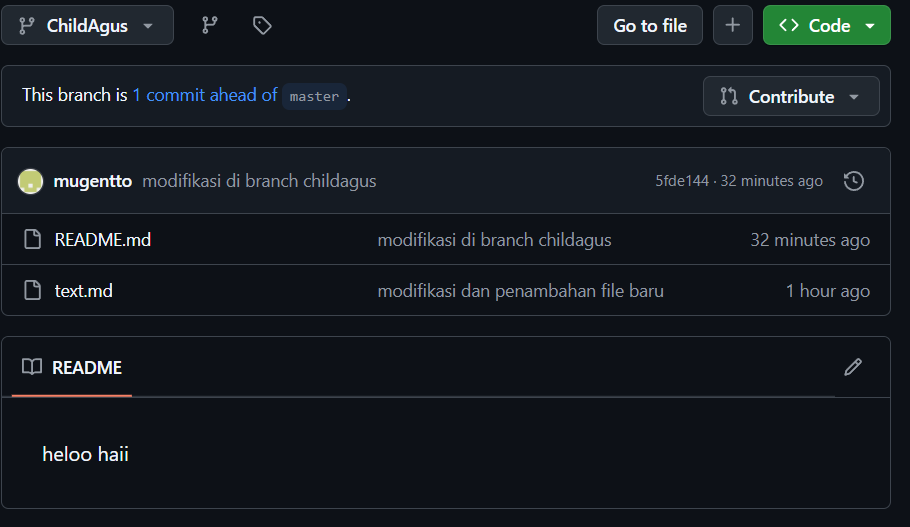 ChildAgus Go to file Code
This branch is 1 commit ahead of master . Contribute
mugentto modifikasi di branch childagus 5fde144 · 32 minutes ago
README.md modifikasi di branch childagus 32 minutes ago
text.md modifikasi dan penambahan file baru 1 hour ago
README
heloo haii